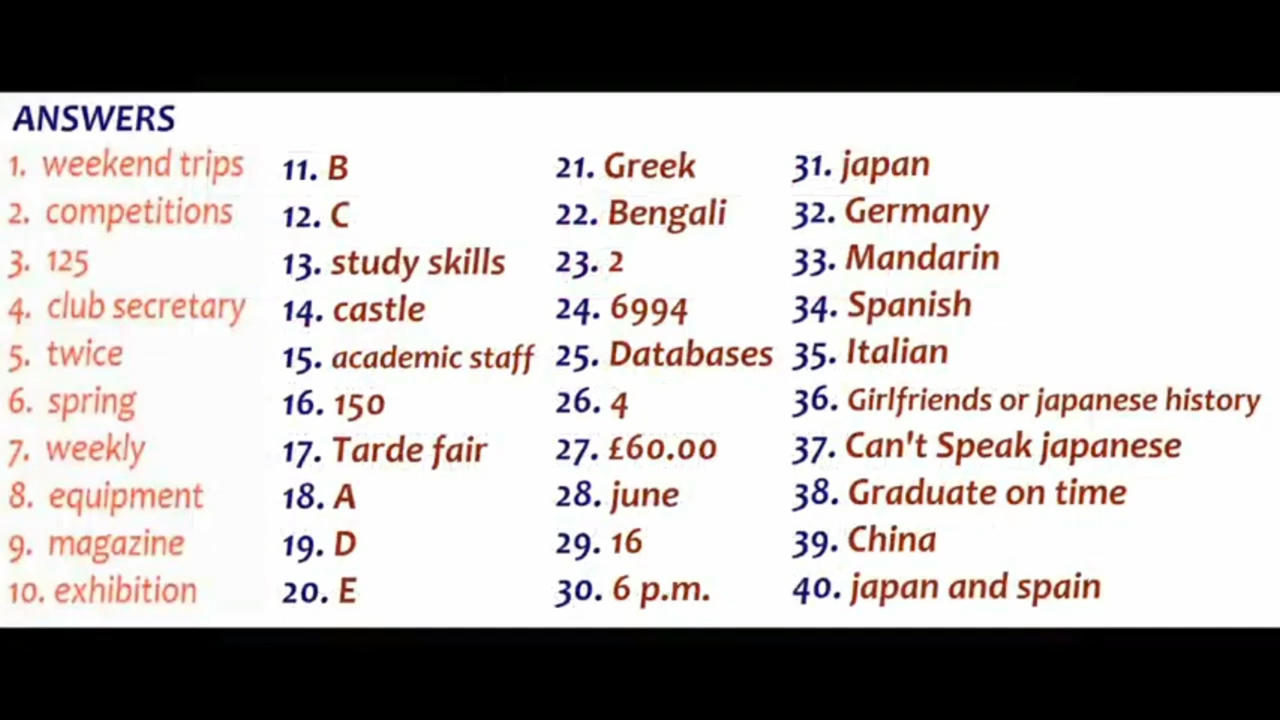 ANSWERS
1. weekend trips
2. competitions
3. 125
4. club secretary
5. twice
6. spring
7. weekly
8. equipment
9. magazine
10. exhibition
11. B
12. C
13. study skills
14. castle
15. academic staff
16. 150
17. Tarde fair
18. A
19. D
20. E
21. Greek
22. Bengali
23. 2
24. 6994
25. Databases
26. 4
27. £60.00
28. june
29. 16
30. 6 p.m.
31. japan
32. Germany
33. Mandarin
34. Spanish
35. Italian
36. Girlfriends or japanese history
37. Can't Speak japanese
38. Graduate on time
39. China
40. japan and spain